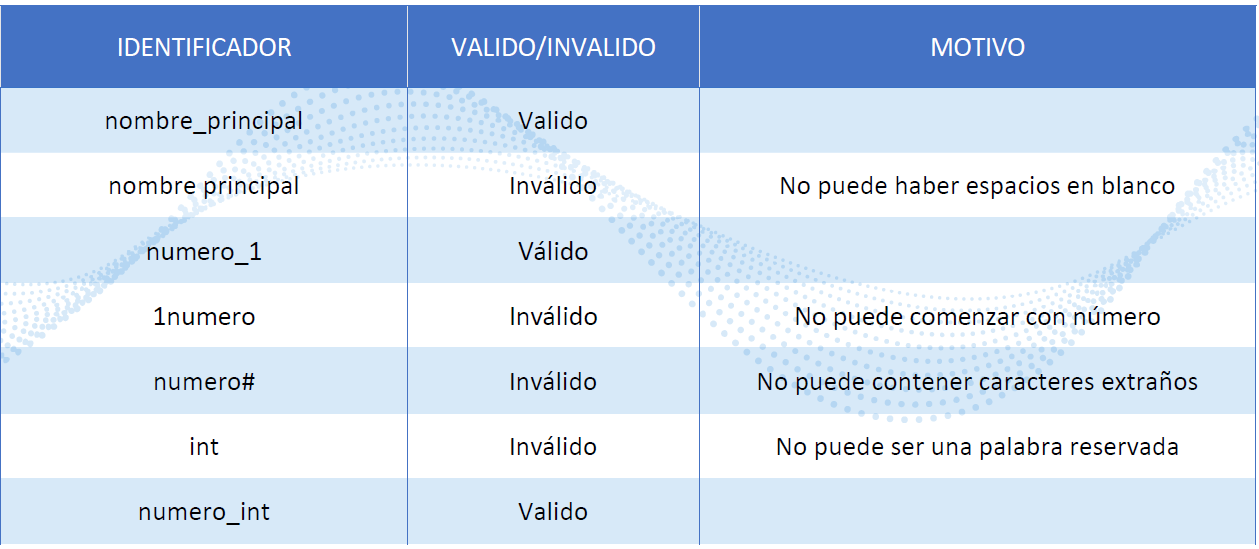 IDENTIFICADOR VALIDO/INVALIDO MOTIVO
nombre_principal Valido
nombre principal Inválido No puede haber espacios en blanco
numero_1 Válido
1numero Inválido No puede comenzar con número
numero# Inválido No puede contener caracteres extraños
int Inválido No puede ser una palabra reservada
numero_int Valido